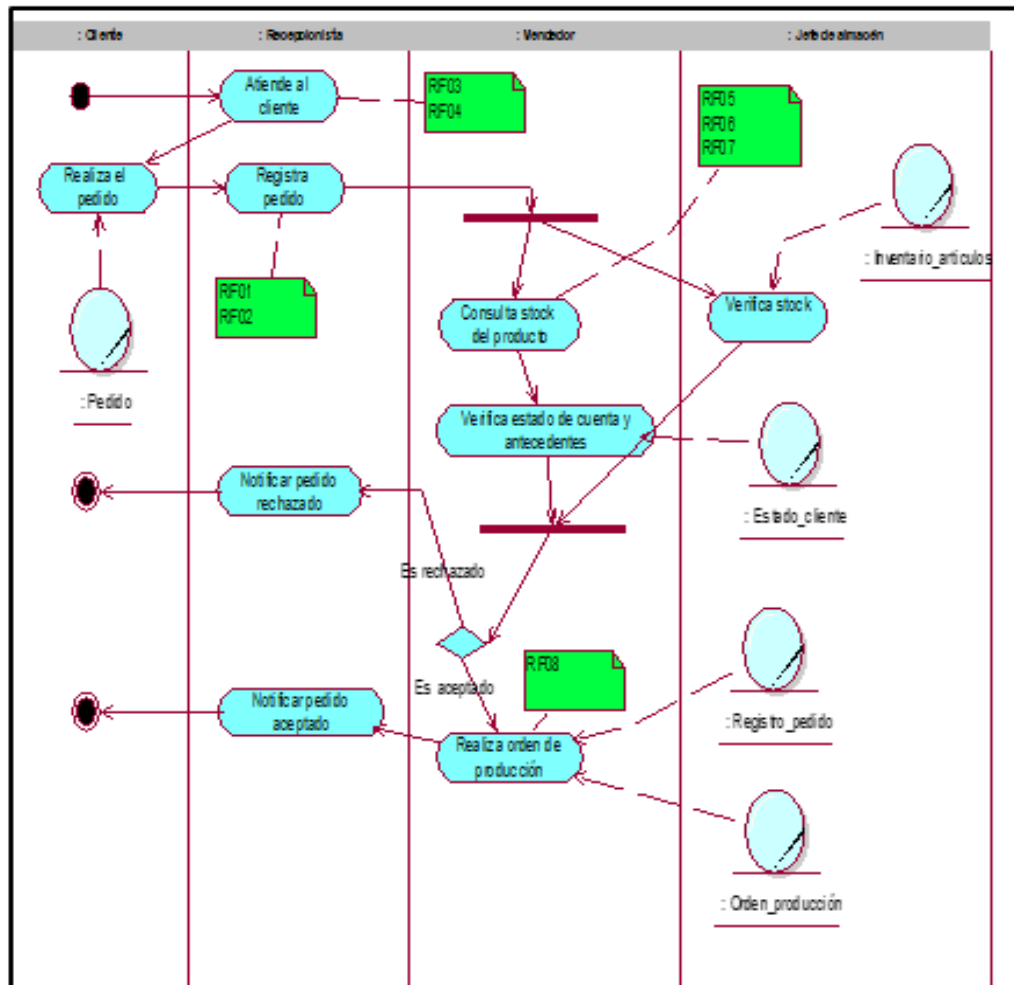 : Cliente
: Recepcionista
: Vendedor
: Jefe de almacén
Atiende al
cliente
RF03
RF04
RF05
RF06
RF07
Realiza el
pedido
Registra
pedido
: Inventario_articulos
RF01
RF02
Consulta stock
del producto
Verifica stock
: Pedido
Verifica estado de cuenta y
antecedentes
Notificar pedido
rechazado
: Estado_cliente
Es rechazado
RF08
Es aceptado
Notificar pedido
aceptado
: Registro_pedido
Realiza orden de
producción
: Orden_producción